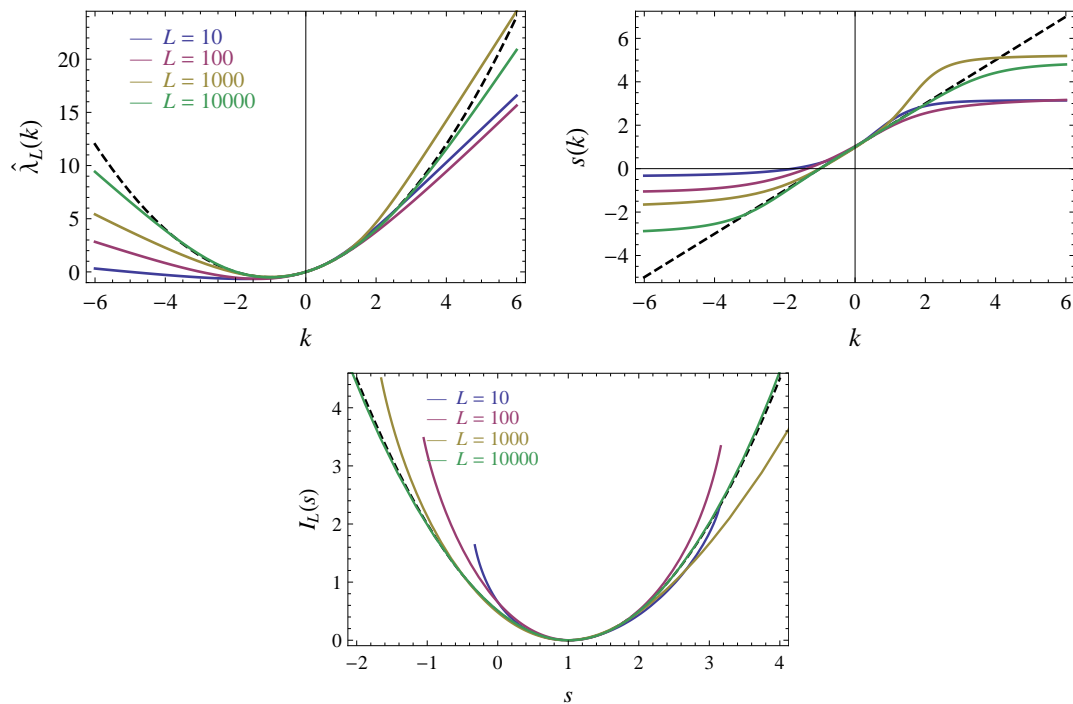 L = 10
L = 100
L = 1000
L = 10000
20
15
10
5
0
λ̂_L(k)
−6 −4 −2 0 2 4 6
k
6
4
2
0
−2
−4
s(k)
−6 −4 −2 0 2 4 6
k
L = 10
L = 100
L = 1000
L = 10000
4
3
2
1
0
I_L(s)
−2 −1 0 1 2 3 4
s